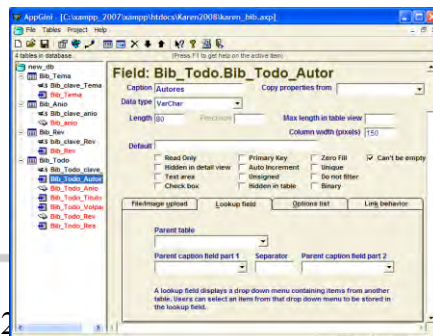 AppGini - [C:\xampp_2007\xampp\htdocs\Karen2008\karen_bib.axp]
File Tables Project Help
4 tables in database (Press F1 to get help on the active item)
new_db
Bib_Tema
Bib_clave_Tema
Bib_Tema
Bib_Anio
Bib_clave_anio
Bib_anio
Bib_Rev
Bib_clave_Rev
Bib_Rev
Bib_Todo
Bib_Todo_clave_
Bib_Todo_Autor
Bib_Todo_Anio
Bib_Todo_Titulo
Bib_Todo_Volpag
Bib_Todo_Rev
Bib_Todo_Res
Field: Bib_Todo.Bib_Todo_Autor
Caption Autores Copy properties from
Data type VarChar
Length 80 Precision Max length in table view
Column width (pixels) 150
Default
Read Only Primary Key Zero Fill Can't be empty
Hidden in detail view Auto Increment Unique
Text area Unsigned Do not filter
Check box Hidden in table Binary
File/Image upload Lookup field Options list Link behavior
Parent table
Parent caption field part 1 Separator Parent caption field part 2
A lookup field displays a drop down menu containing items from another
table. Users can select an item from that drop down menu to be stored in
the lookup field.
2